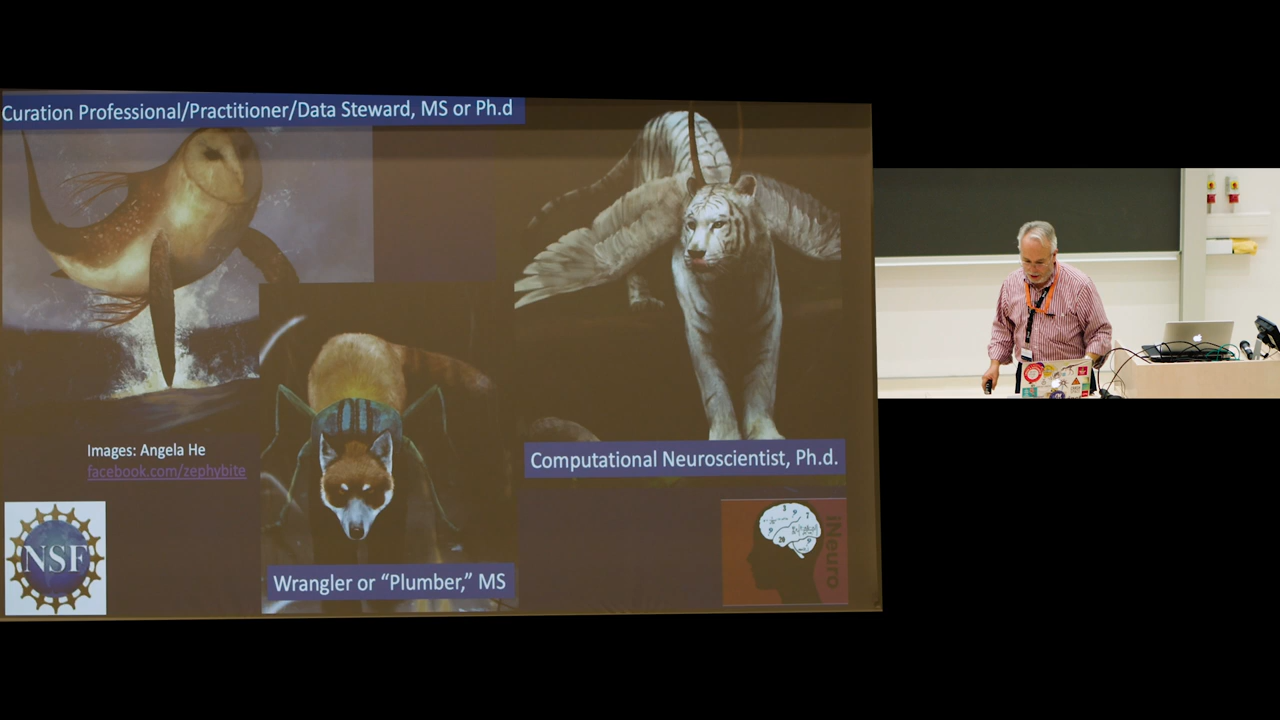 Curation Professional/Practitioner/Data Steward, MS or Ph.d
Images: Angela He
facebook.com/zephybite
Computational Neuroscientist, Ph.d.
NSF
Wrangler or “Plumber,” MS
iNeuro